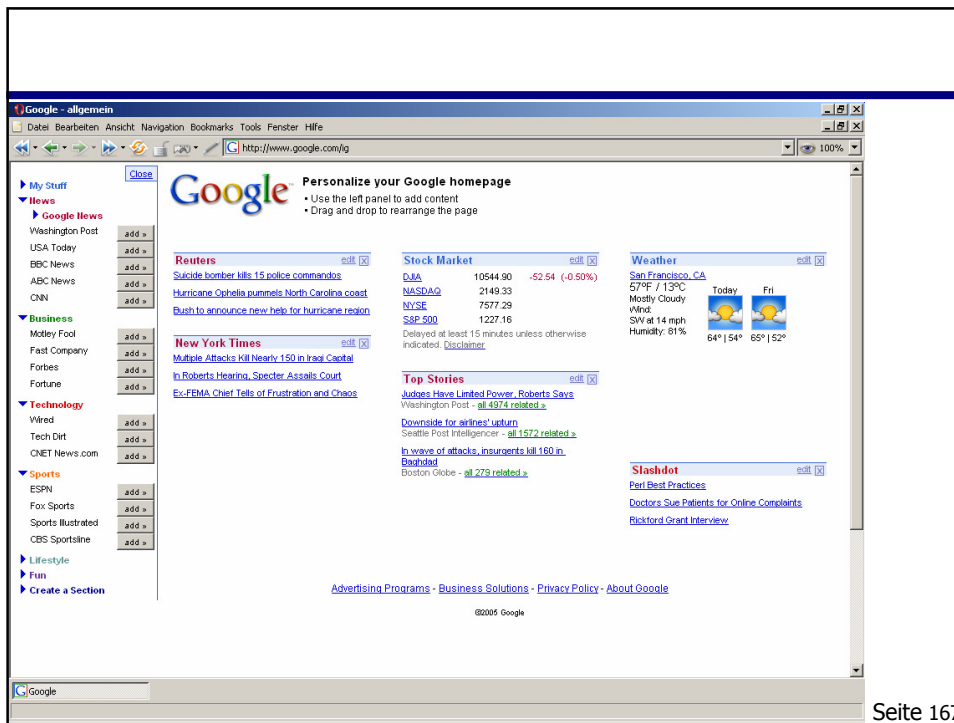 Google - allgemein
Datei Bearbeiten Ansicht Navigation Bookmarks Tools Fenster Hilfe
http://www.google.com/ig
100%
Close
My Stuff
News
Google News
Washington Post add »
USA Today add »
BBC News add »
ABC News add »
CNN add »
Business
Motley Fool add »
Fast Company add »
Forbes add »
Fortune add »
Technology
Wired add »
Tech Dirt add »
CNET News.com add »
Sports
ESPN add »
Fox Sports add »
Sports Illustrated add »
CBS Sportsline add »
Lifestyle
Fun
Create a Section
Google™
Personalize your Google homepage
• Use the left panel to add content
• Drag and drop to rearrange the page
Reuters edit X
Suicide bomber kills 15 police commandos
Hurricane Ophelia pummels North Carolina coast
Bush to announce new help for hurricane region
New York Times edit X
Multiple Attacks Kill Nearly 150 in Iraqi Capital
In Roberts Hearing, Specter Assails Court
Ex-FEMA Chief Tells of Frustration and Chaos
Stock Market edit X
DJIA 10544.90 -52.54 (-0.50%)
NASDAQ 2149.33
NYSE 7577.29
S&P 500 1227.16
Delayed at least 15 minutes unless otherwise
indicated. Disclaimer
Top Stories edit X
Judges Have Limited Power, Roberts Says
Washington Post - all 4974 related »
Downside for airlines' upturn
Seattle Post Intelligencer - all 1572 related »
In wave of attacks, insurgents kill 160 in
Baghdad
Boston Globe - all 279 related »
Weather edit X
San Francisco, CA
57°F / 13°C
Mostly Cloudy
Wind:
SW at 14 mph
Humidity: 81%
Today Fri
64° | 54° 65° | 52°
Slashdot edit X
Perl Best Practices
Doctors Sue Patients for Online Complaints
Rickford Grant Interview
Advertising Programs - Business Solutions - Privacy Policy - About Google
©2005 Google
Google
Seite 167